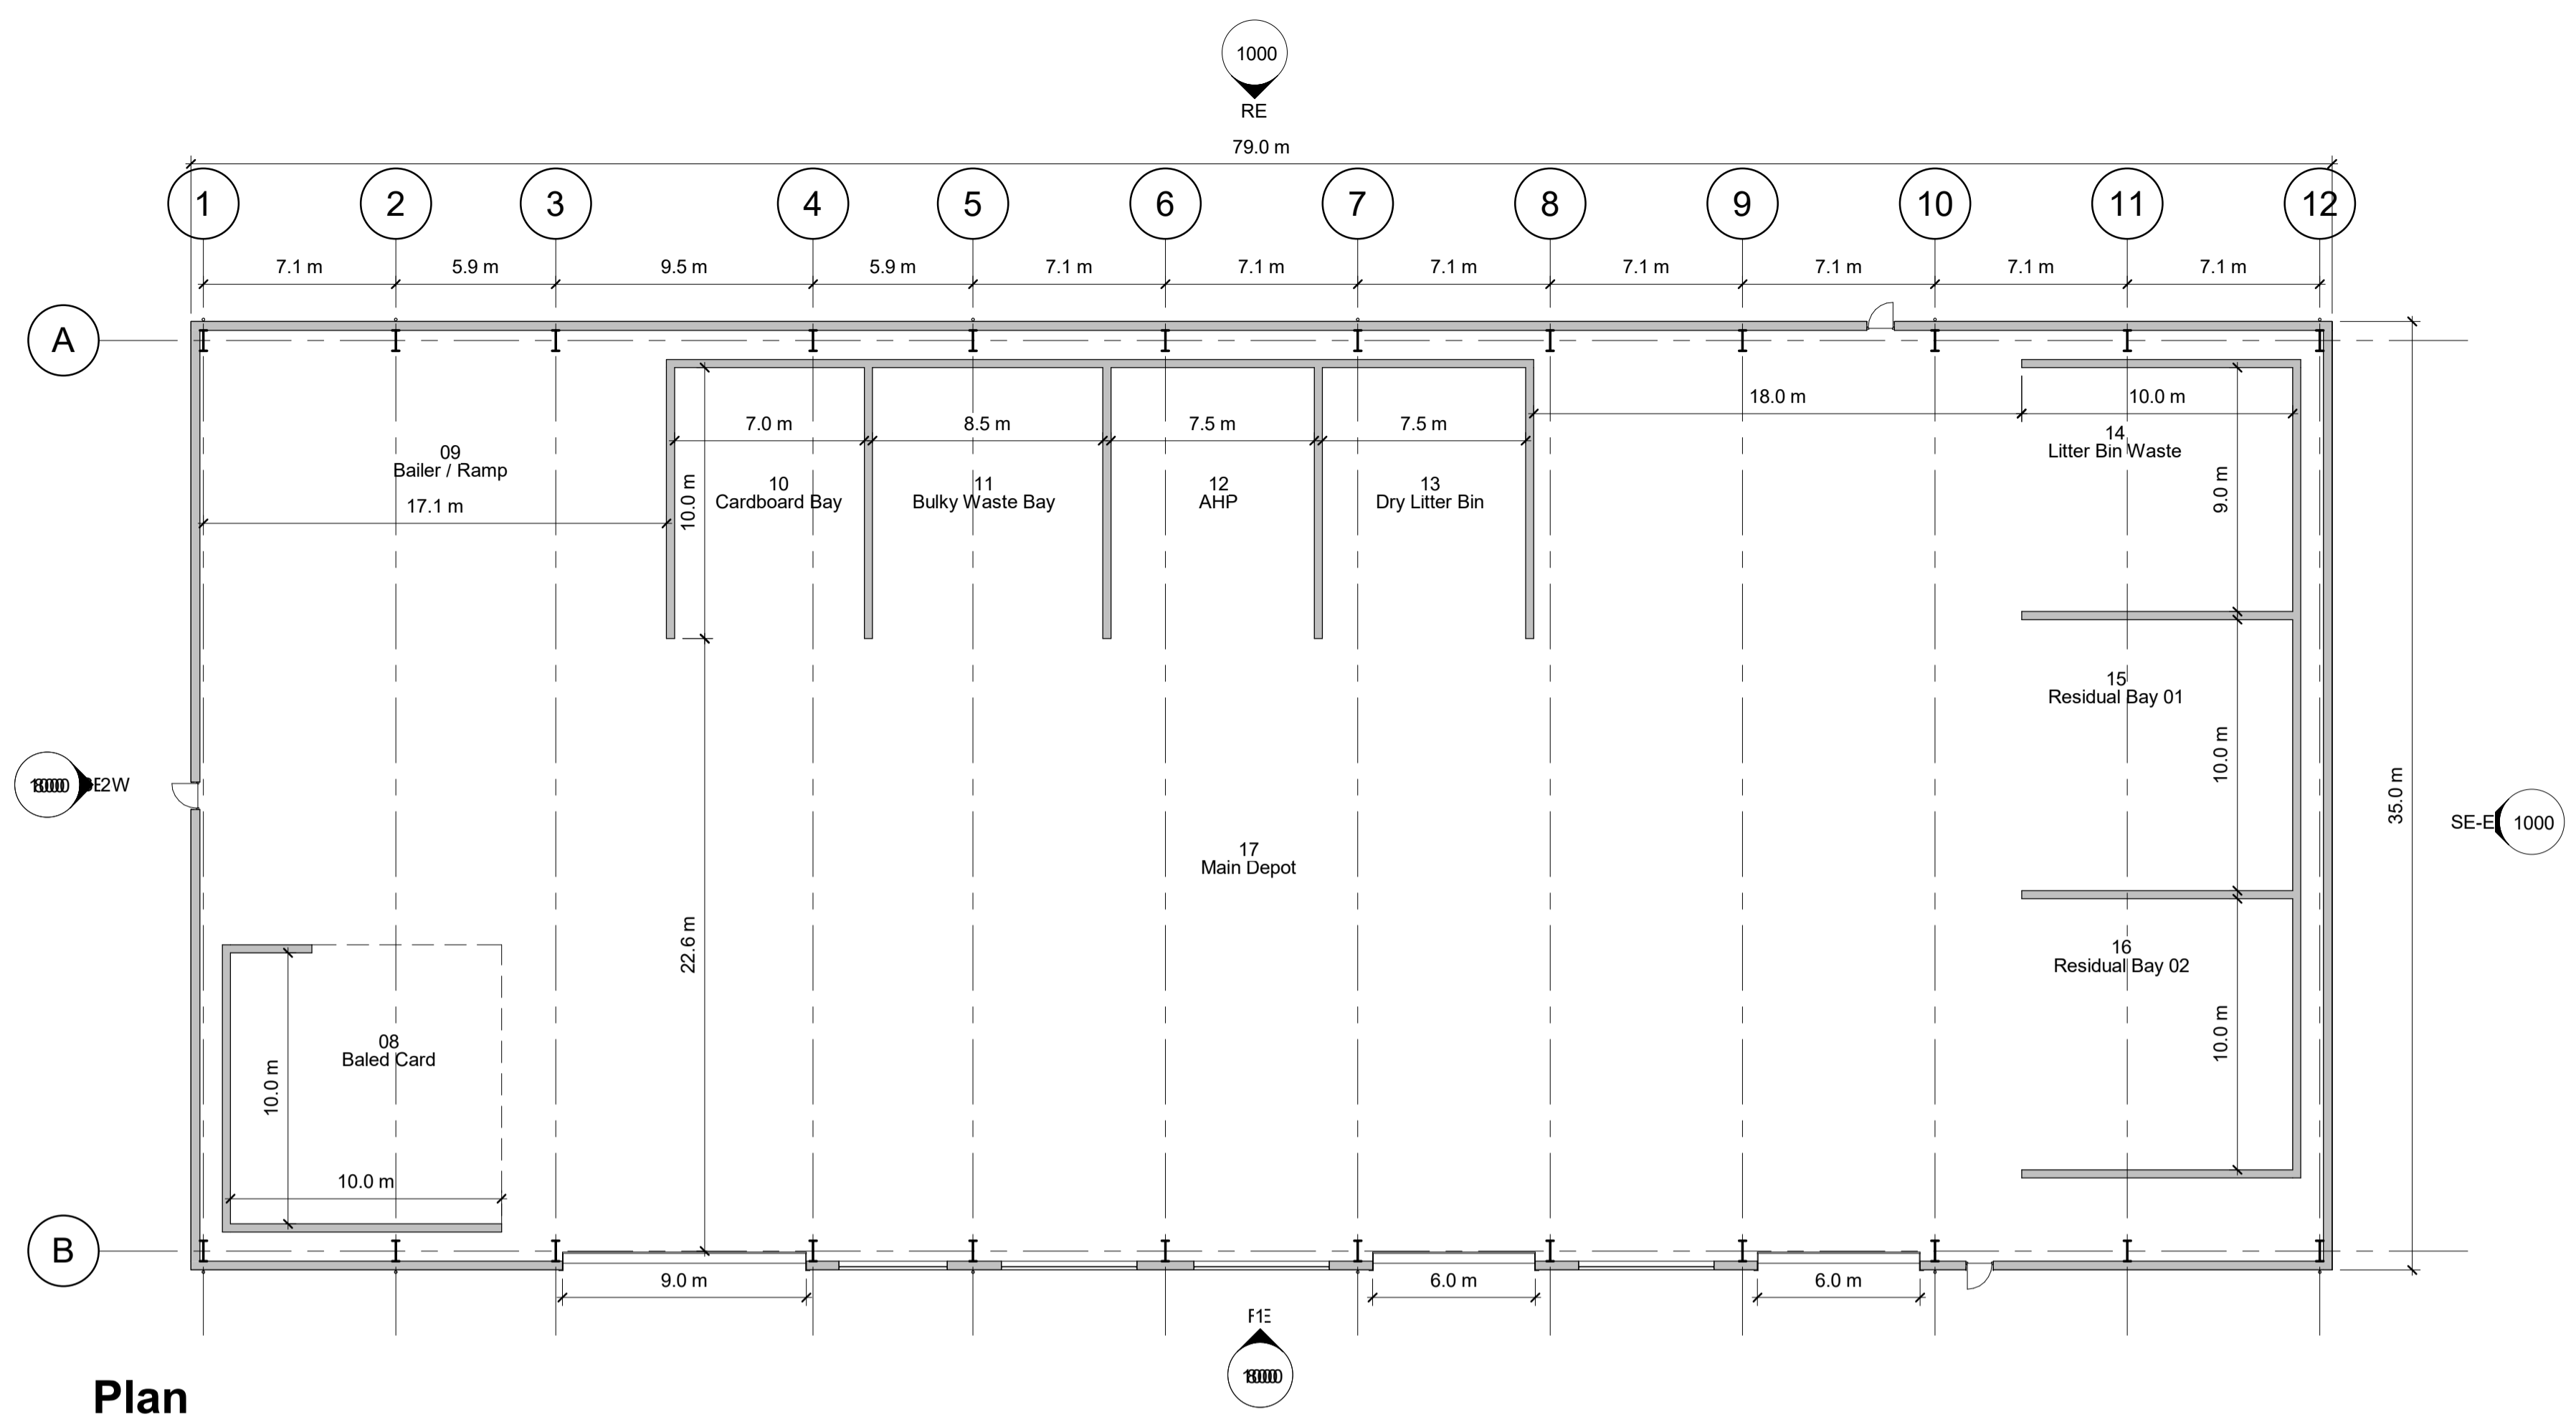 1000
RE
79.0 m
1 2 3 4 5 6 7 8 9 10 11 12
7.1 m 5.9 m 9.5 m 5.9 m 7.1 m 7.1 m 7.1 m 7.1 m 7.1 m 7.1 m 7.1 m
A
18.0 m 10.0 m
7.0 m 8.5 m 7.5 m 7.5 m
14
Litter Bin Waste
09
Bailer / Ramp
17.1 m
10.0 m
10
Cardboard Bay
11
Bulky Waste Bay
12
AHP
13
Dry Litter Bin
9.0 m
15
Residual Bay 01
10.0 m
35.0 m
SE-E 1000
17
Main Depot
22.6 m
16
Residual Bay 02
10.0 m
08
Baled Card
10.0 m
10.0 m
B
9.0 m 6.0 m 6.0 m
Plan